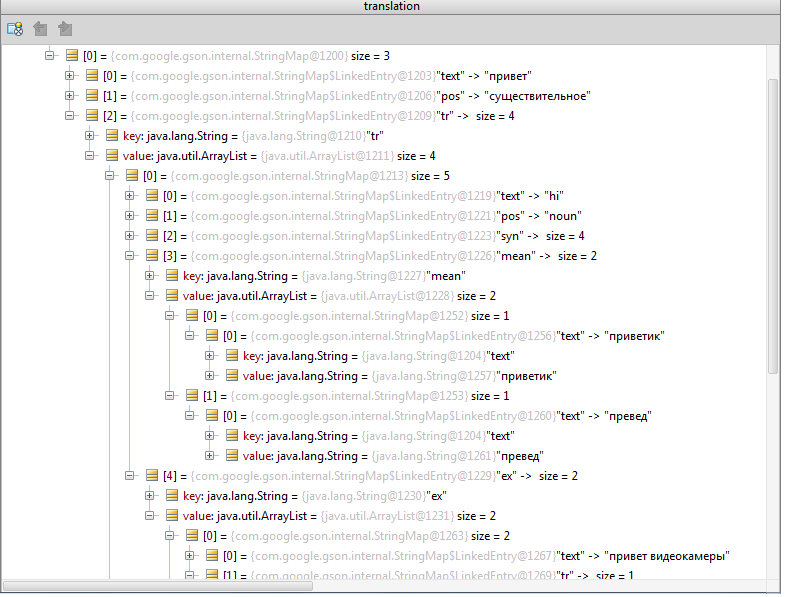 translation
[0] = {com.google.gson.internal.StringMap@1200} size = 3
[0] = {com.google.gson.internal.StringMap$LinkedEntry@1203}"text" -> "привет"
[1] = {com.google.gson.internal.StringMap$LinkedEntry@1206}"pos" -> "существительное"
[2] = {com.google.gson.internal.StringMap$LinkedEntry@1209}"tr" -> size = 4
key: java.lang.String = {java.lang.String@1210}"tr"
value: java.util.ArrayList = {java.util.ArrayList@1211} size = 4
[0] = {com.google.gson.internal.StringMap@1213} size = 5
[0] = {com.google.gson.internal.StringMap$LinkedEntry@1219}"text" -> "hi"
[1] = {com.google.gson.internal.StringMap$LinkedEntry@1221}"pos" -> "noun"
[2] = {com.google.gson.internal.StringMap$LinkedEntry@1223}"syn" -> size = 4
[3] = {com.google.gson.internal.StringMap$LinkedEntry@1226}"mean" -> size = 2
key: java.lang.String = {java.lang.String@1227}"mean"
value: java.util.ArrayList = {java.util.ArrayList@1228} size = 2
[0] = {com.google.gson.internal.StringMap@1252} size = 1
[0] = {com.google.gson.internal.StringMap$LinkedEntry@1256}"text" -> "приветик"
key: java.lang.String = {java.lang.String@1204}"text"
value: java.lang.String = {java.lang.String@1257}"приветик"
[1] = {com.google.gson.internal.StringMap@1253} size = 1
[0] = {com.google.gson.internal.StringMap$LinkedEntry@1260}"text" -> "превед"
key: java.lang.String = {java.lang.String@1204}"text"
value: java.lang.String = {java.lang.String@1261}"превед"
[4] = {com.google.gson.internal.StringMap$LinkedEntry@1229}"ex" -> size = 2
key: java.lang.String = {java.lang.String@1230}"ex"
value: java.util.ArrayList = {java.util.ArrayList@1231} size = 2
[0] = {com.google.gson.internal.StringMap@1263} size = 2
[0] = {com.google.gson.internal.StringMap$LinkedEntry@1267}"text" -> "привет видеокамеры"
[1] = {com.google.gson.internal.StringMap$LinkedEntry@1269}"tr" -> size = 1